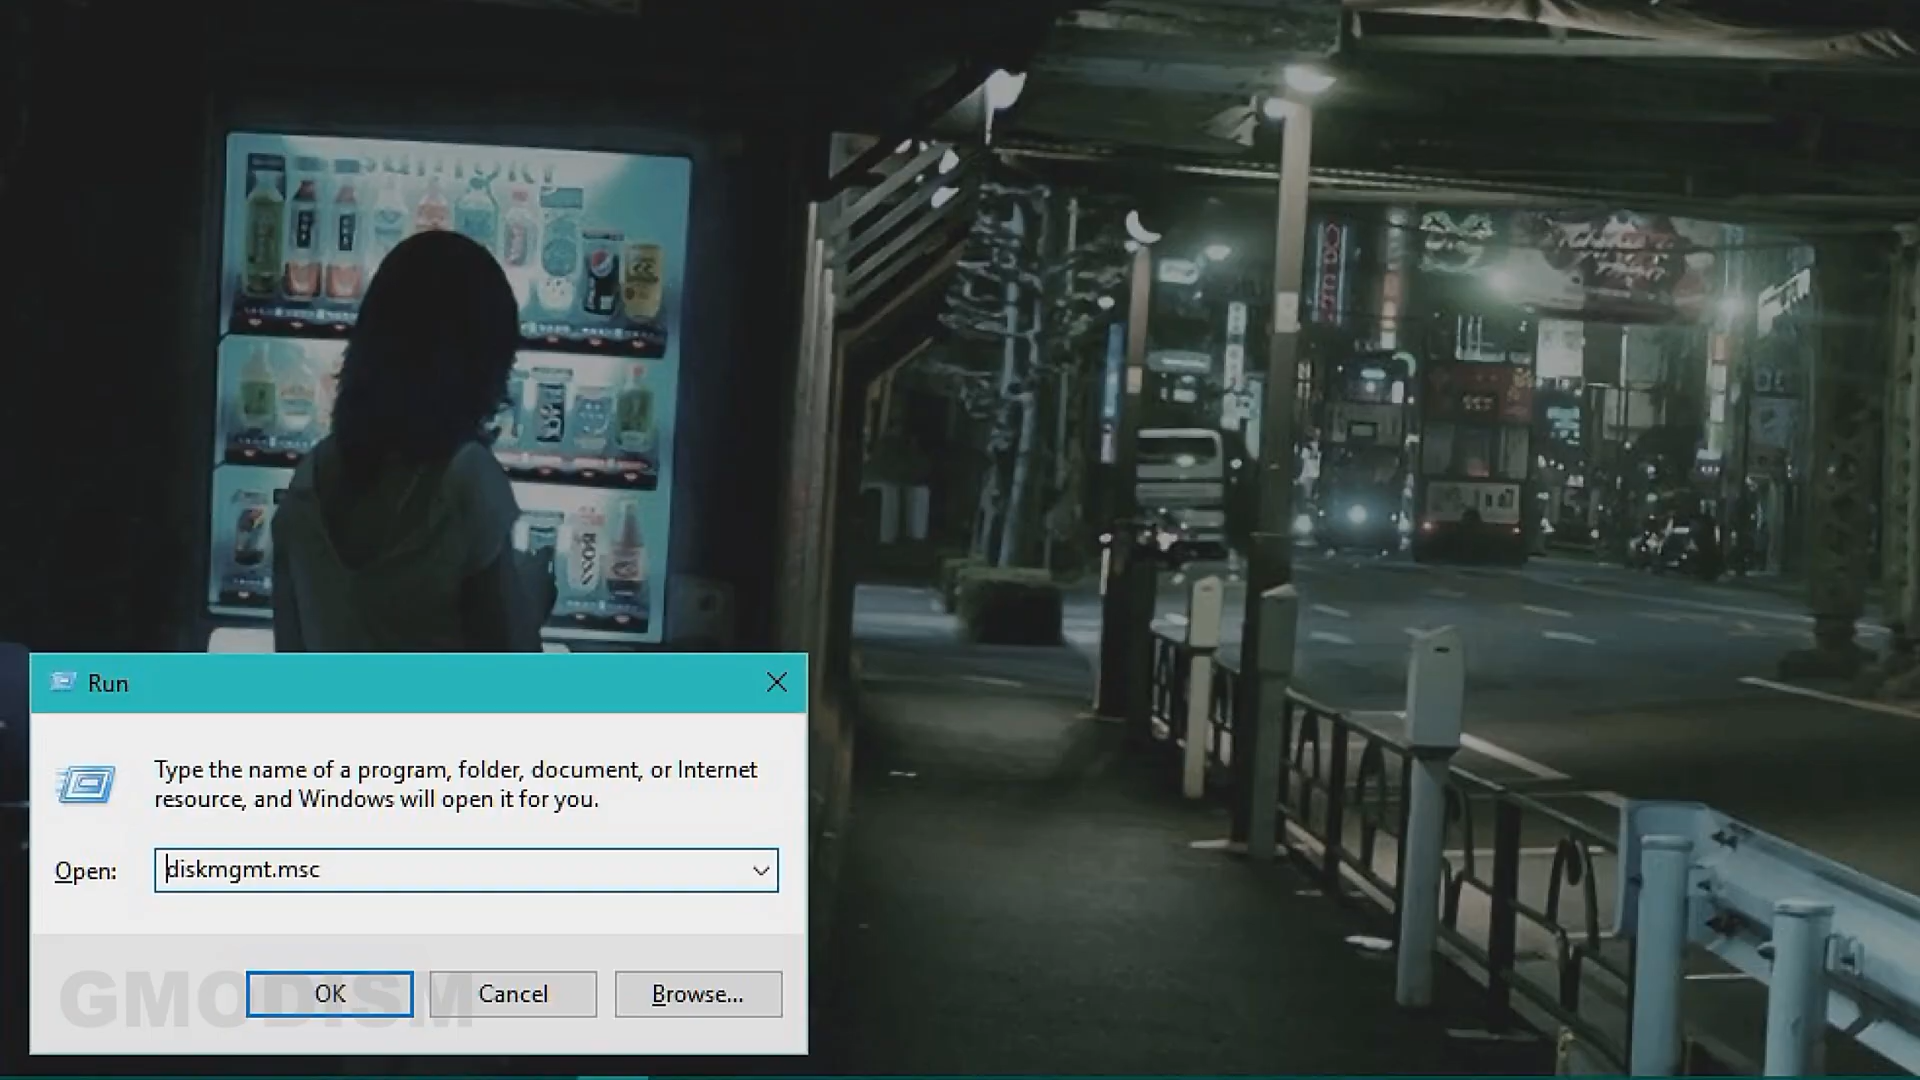 Run
Type the name of a program, folder, document, or Internet
resource, and Windows will open it for you.
Open:
diskmgmt.msc
OK
Cancel
Browse...
GMODISM